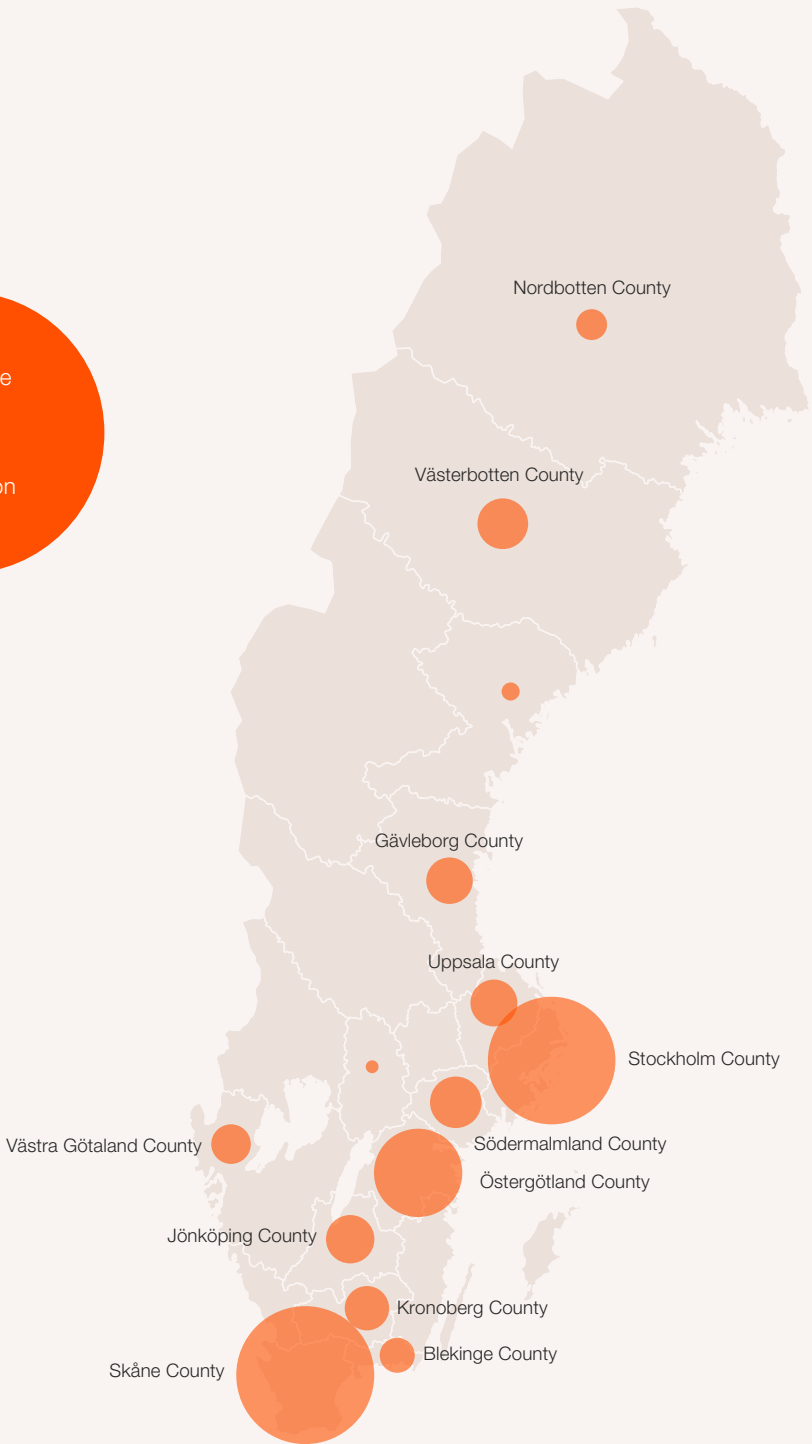 Nordbotten County
Västerbotten County
Gävleborg County
Uppsala County
Stockholm County
Södermalmland County
Västra Götaland County
Östergötland County
Jönköping County
Kronoberg County
Blekinge County
Skåne County